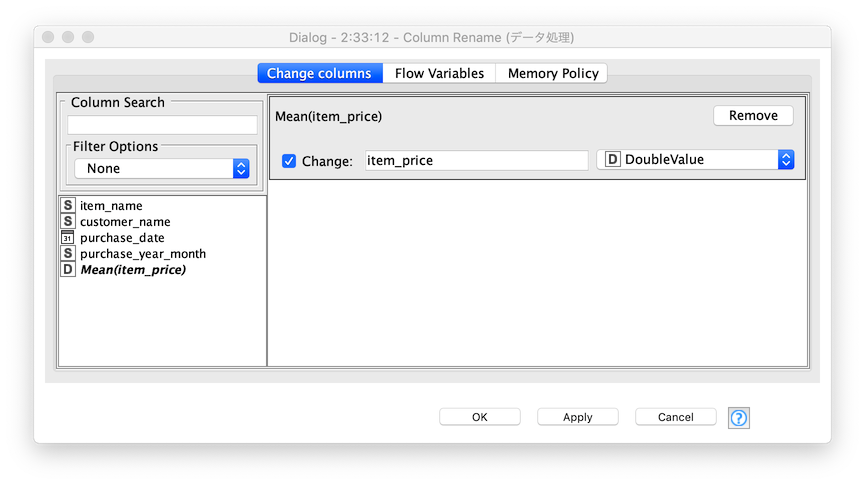 Dialog - 2:33:12 - Column Rename (データ処理)
Change columns Flow Variables Memory Policy
Column Search
Filter Options
None
S item_name
S customer_name
31 purchase_date
S purchase_year_month
D Mean(item_price)
Mean(item_price) Remove
Change: item_price D DoubleValue
OK Apply Cancel ?